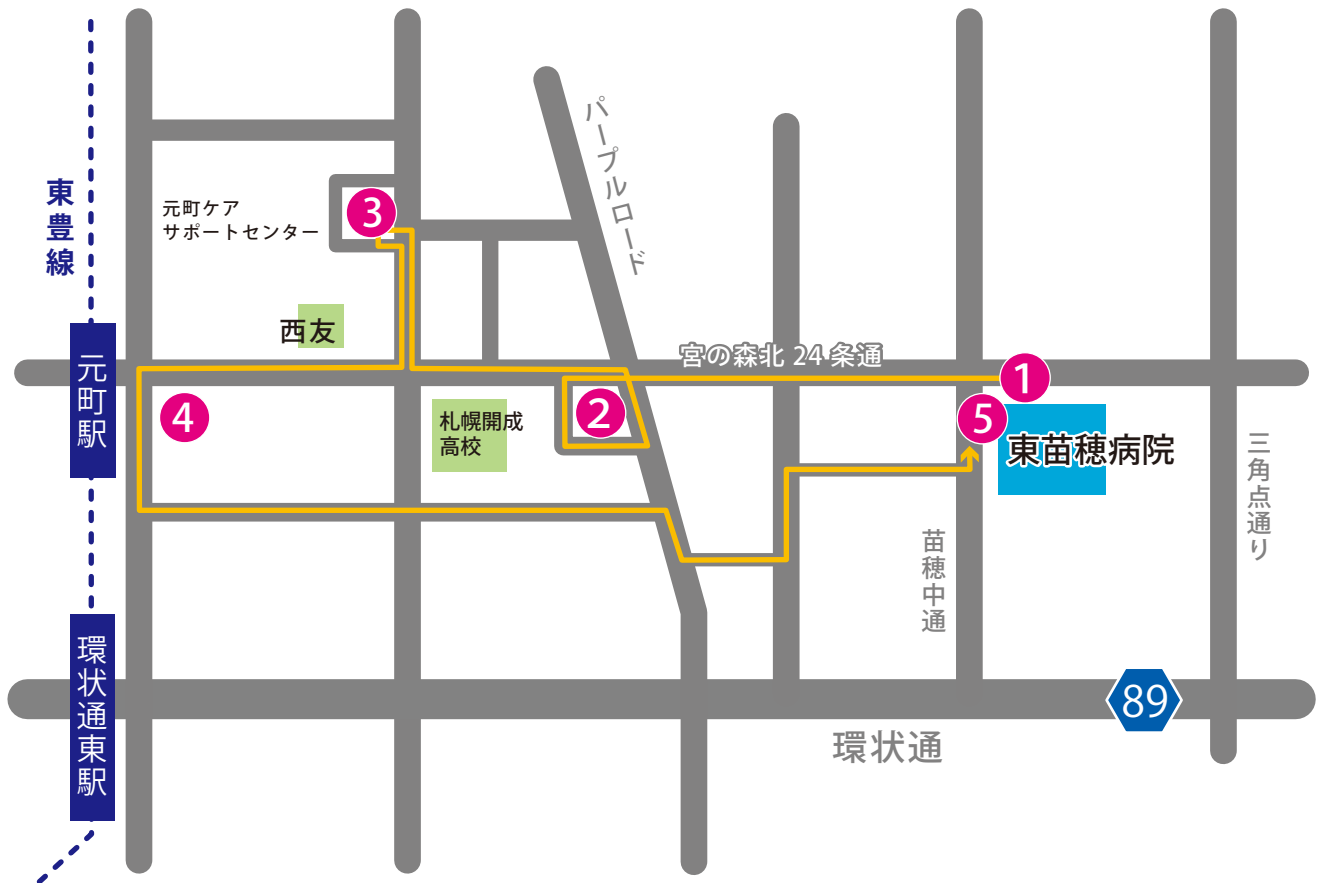 パープルロード
東豊線
元町ケア
サポートセンター
3
西友
宮の森北 24 条通
元町駅
1
4
札幌開成
高校
2
5
東苗穂病院
三角点通り
苗穂中通
環状通東駅
89
環状通